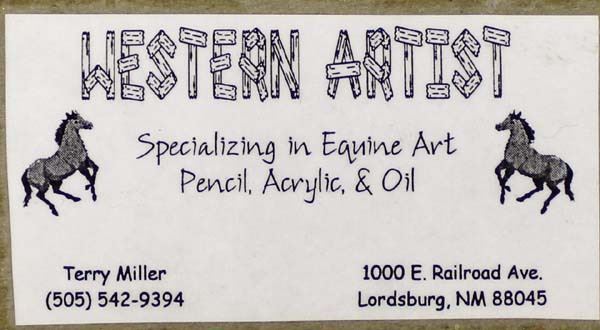 WESTERN ARTIST
Specializing in Equine Art
Pencil, Acrylic, & Oil
Terry Miller
(505) 542-9394
1000 E. Railroad Ave.
Lordsburg, NM 88045